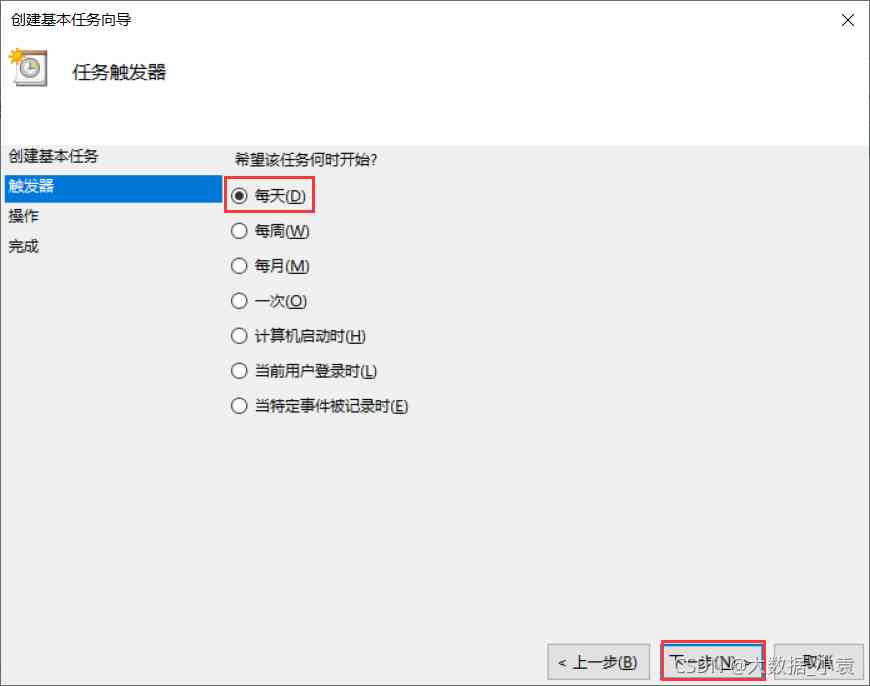 创建基本任务向导
任务触发器
创建基本任务
触发器
操作
完成
希望该任务何时开始?
每天(D)
每周(W)
每月(M)
一次(O)
计算机启动时(H)
当前用户登录时(L)
当特定事件被记录时(E)
< 上一步(B)
下一步(N) >
取消
CSDN @大数据_小袁